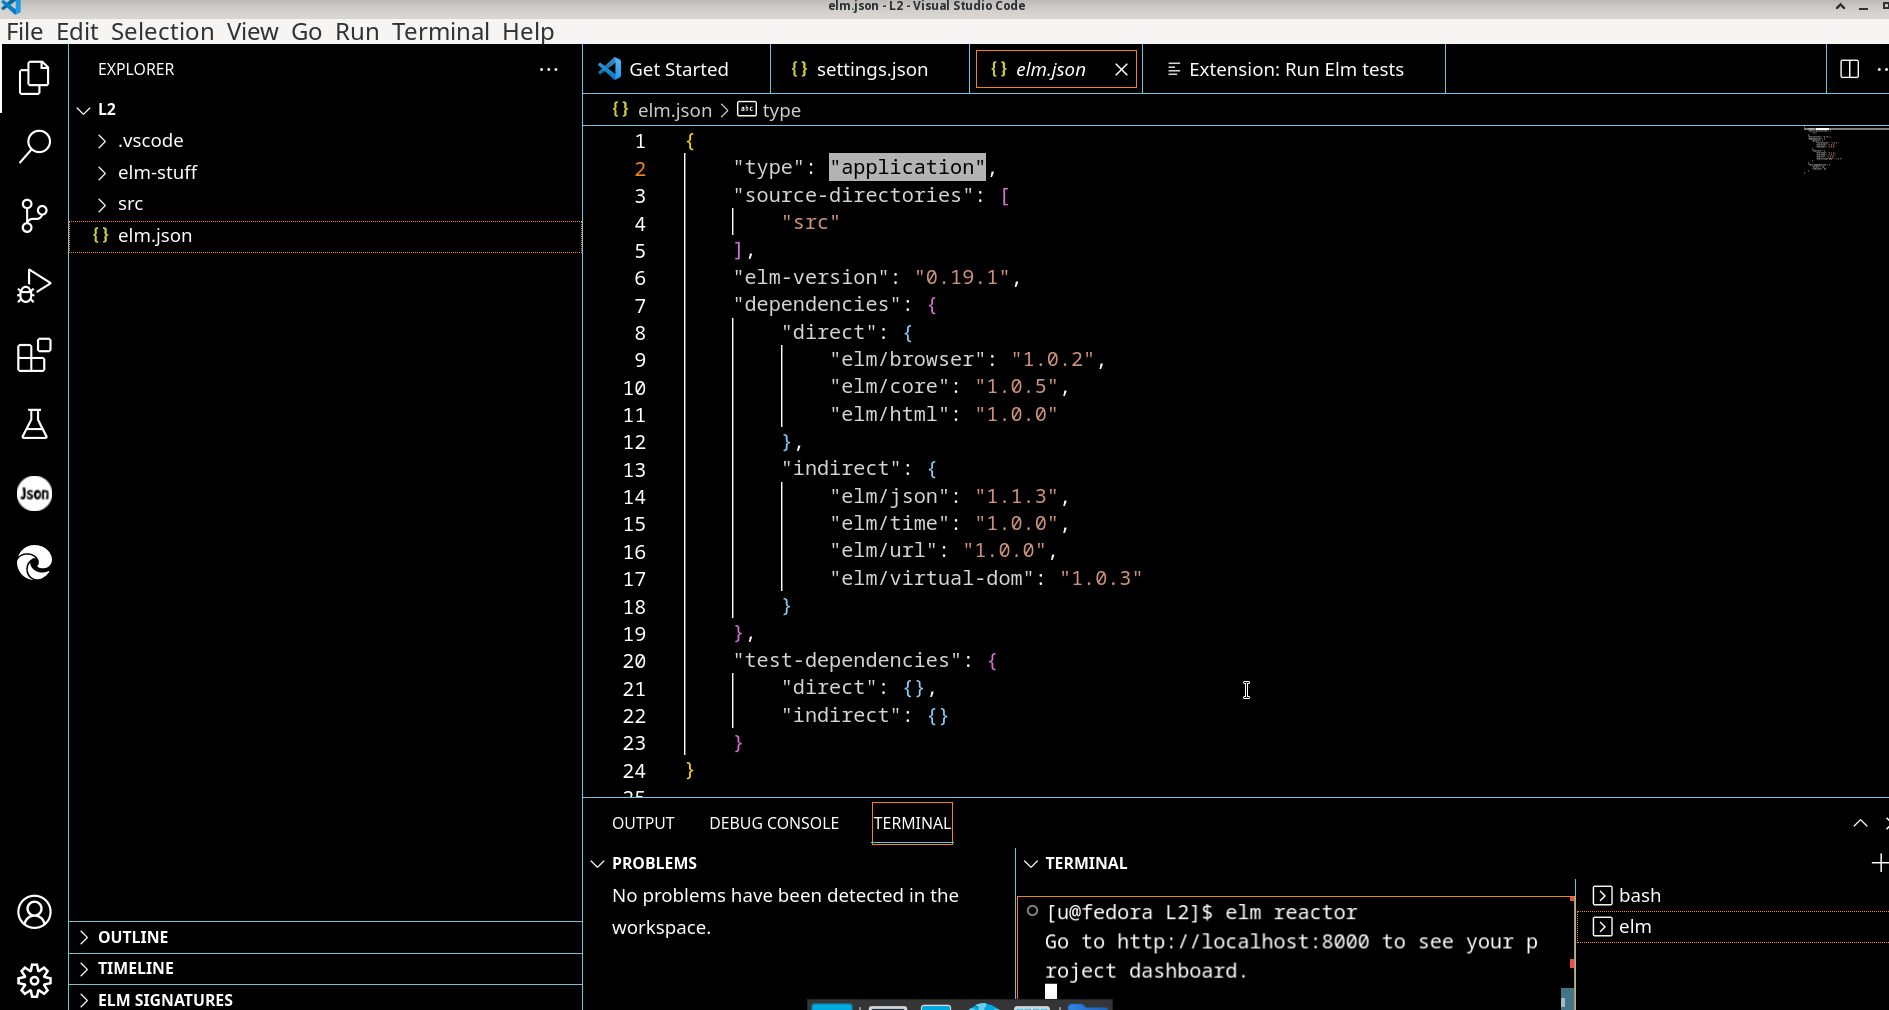 elm.json - L2 - Visual Studio Code
File Edit Selection View Go Run Terminal Help
EXPLORER
L2
.vscode
elm-stuff
src
{} elm.json
OUTLINE
TIMELINE
ELM SIGNATURES
Json
Get Started
{} settings.json
{} elm.json
Extension: Run Elm tests
{} elm.json > abc type
1 {
2 "type": "application",
3 "source-directories": [
4 "src"
5 ],
6 "elm-version": "0.19.1",
7 "dependencies": {
8 "direct": {
9 "elm/browser": "1.0.2",
10 "elm/core": "1.0.5",
11 "elm/html": "1.0.0"
12 },
13 "indirect": {
14 "elm/json": "1.1.3",
15 "elm/time": "1.0.0",
16 "elm/url": "1.0.0",
17 "elm/virtual-dom": "1.0.3"
18 }
19 },
20 "test-dependencies": {
21 "direct": {},
22 "indirect": {}
23 }
24 }
25
OUTPUT DEBUG CONSOLE TERMINAL
PROBLEMS
No problems have been detected in the
workspace.
TERMINAL
[u@fedora L2]$ elm reactor
Go to http://localhost:8000 to see your p
roject dashboard.
bash
elm